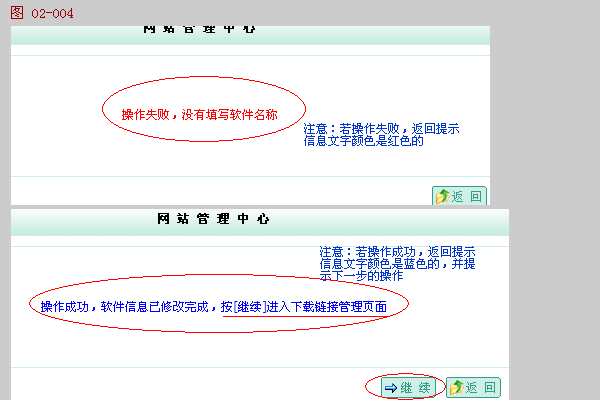 图 02-004
网 站 管 理 中 心
操作失败，没有填写软件名称
注意：若操作失败，返回提示
信息文字颜色是红色的
返 回
网 站 管 理 中 心
注意：若操作成功，返回提示
信息文字颜色是蓝色的，并提
示下一步的操作
操作成功，软件信息已修改完成，按[继续]进入下载链接管理页面
继 续
返 回